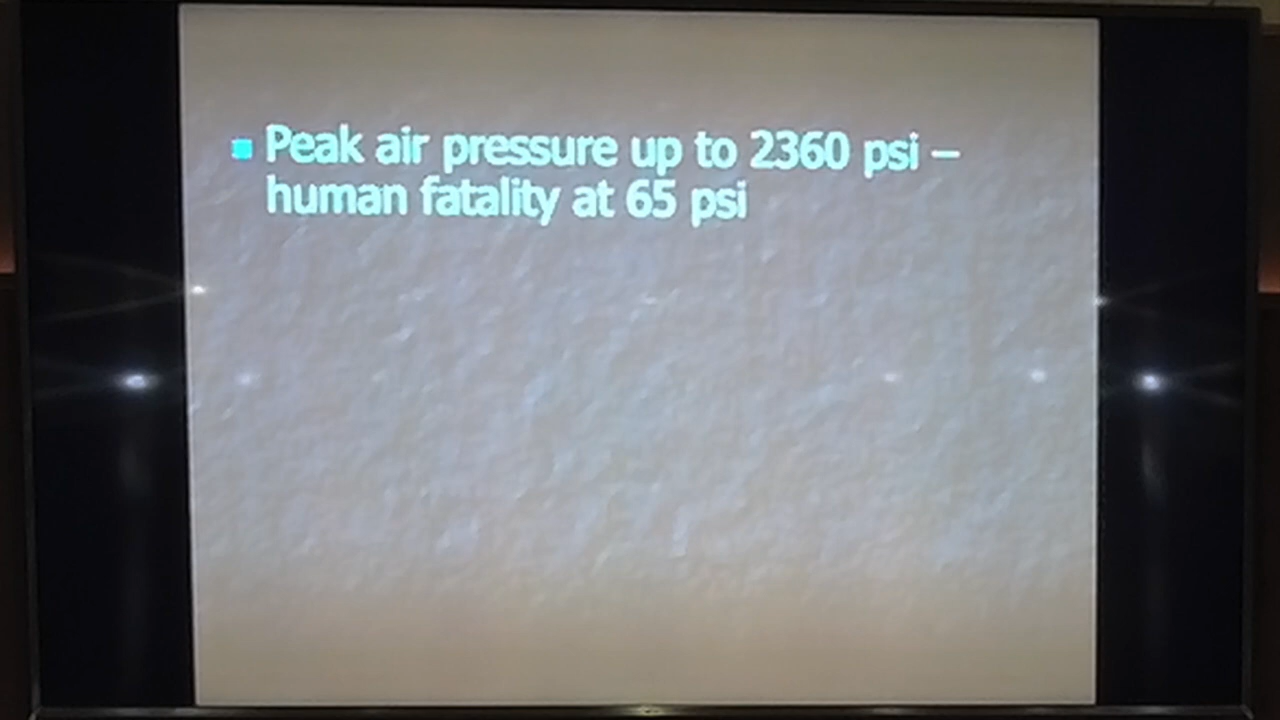 Peak air pressure up to 2360 psi –
human fatality at 65 psi